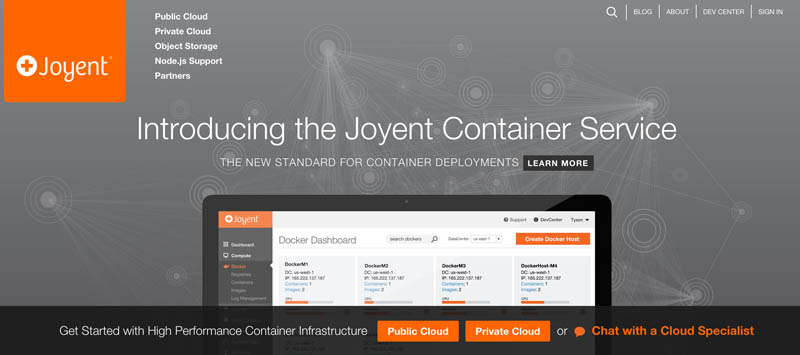 Joyent
Public Cloud
Private Cloud
Object Storage
Node.js Support
Partners
BLOG
ABOUT
DEV CENTER
SIGN IN
Introducing the Joyent Container Service
THE NEW STANDARD FOR CONTAINER DEPLOYMENTS LEARN MORE
Joyent
Support
DevCenter
Tyson
Dashboard
Compute
Docker
Registries
Containers
Images
Log Management
Docker Dashboard
search dockers
DataCenter: us-east-1
Create Docker Host
DockerM1
DC: us-west-1
IP: 165.222.137.187
Containers: 1
Images: 2
CPU
DockerM2
DC: us-west-1
IP: 165.222.137.187
Containers: 1
Images: 2
CPU
DockerM3
DC: us-west-1
IP: 165.222.137.187
Containers: 1
Images: 2
CPU
DockerHost-M4
DC: us-west-1
IP: 165.222.137.187
Containers: 1
Images: 2
CPU
Get Started with High Performance Container Infrastructure Public Cloud Private Cloud or Chat with a Cloud Specialist